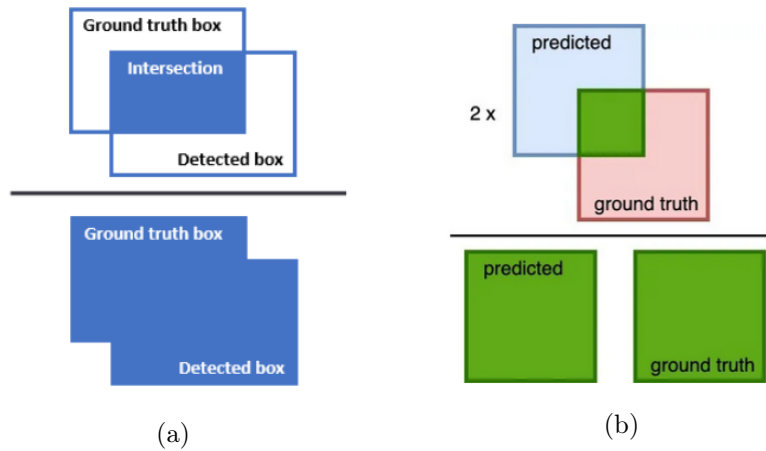 Ground truth box
Intersection
Detected box
Ground truth box
Detected box
(a)
predicted
2 x
ground truth
predicted
ground truth
(b)